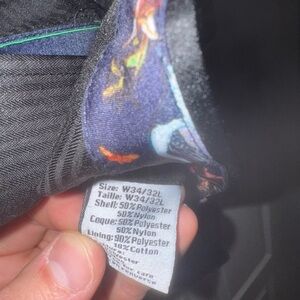 Size: W34/32L
Taille: W34/32L
Shell: 50% Polyester
50% Nylon
Coque: 50% Polyester
50% Nylon
Lining: 90% Polyester
10% Cotton